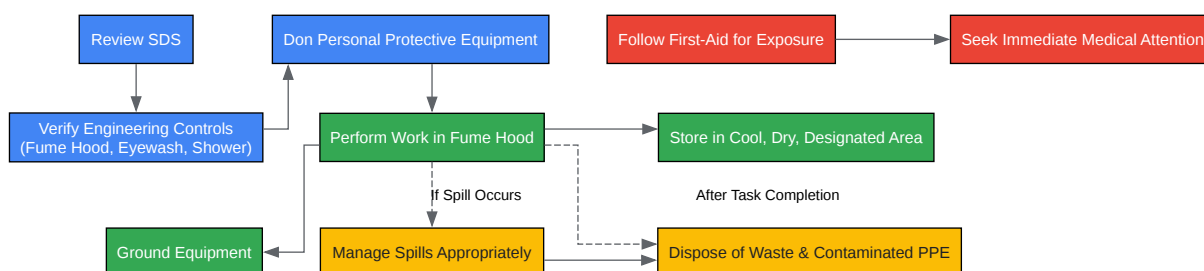 Review SDS
Don Personal Protective Equipment
Follow First-Aid for Exposure
Seek Immediate Medical Attention
Verify Engineering Controls
(Fume Hood, Eyewash, Shower)
Perform Work in Fume Hood
Store in Cool, Dry, Designated Area
If Spill Occurs
After Task Completion
Ground Equipment
Manage Spills Appropriately
Dispose of Waste & Contaminated PPE